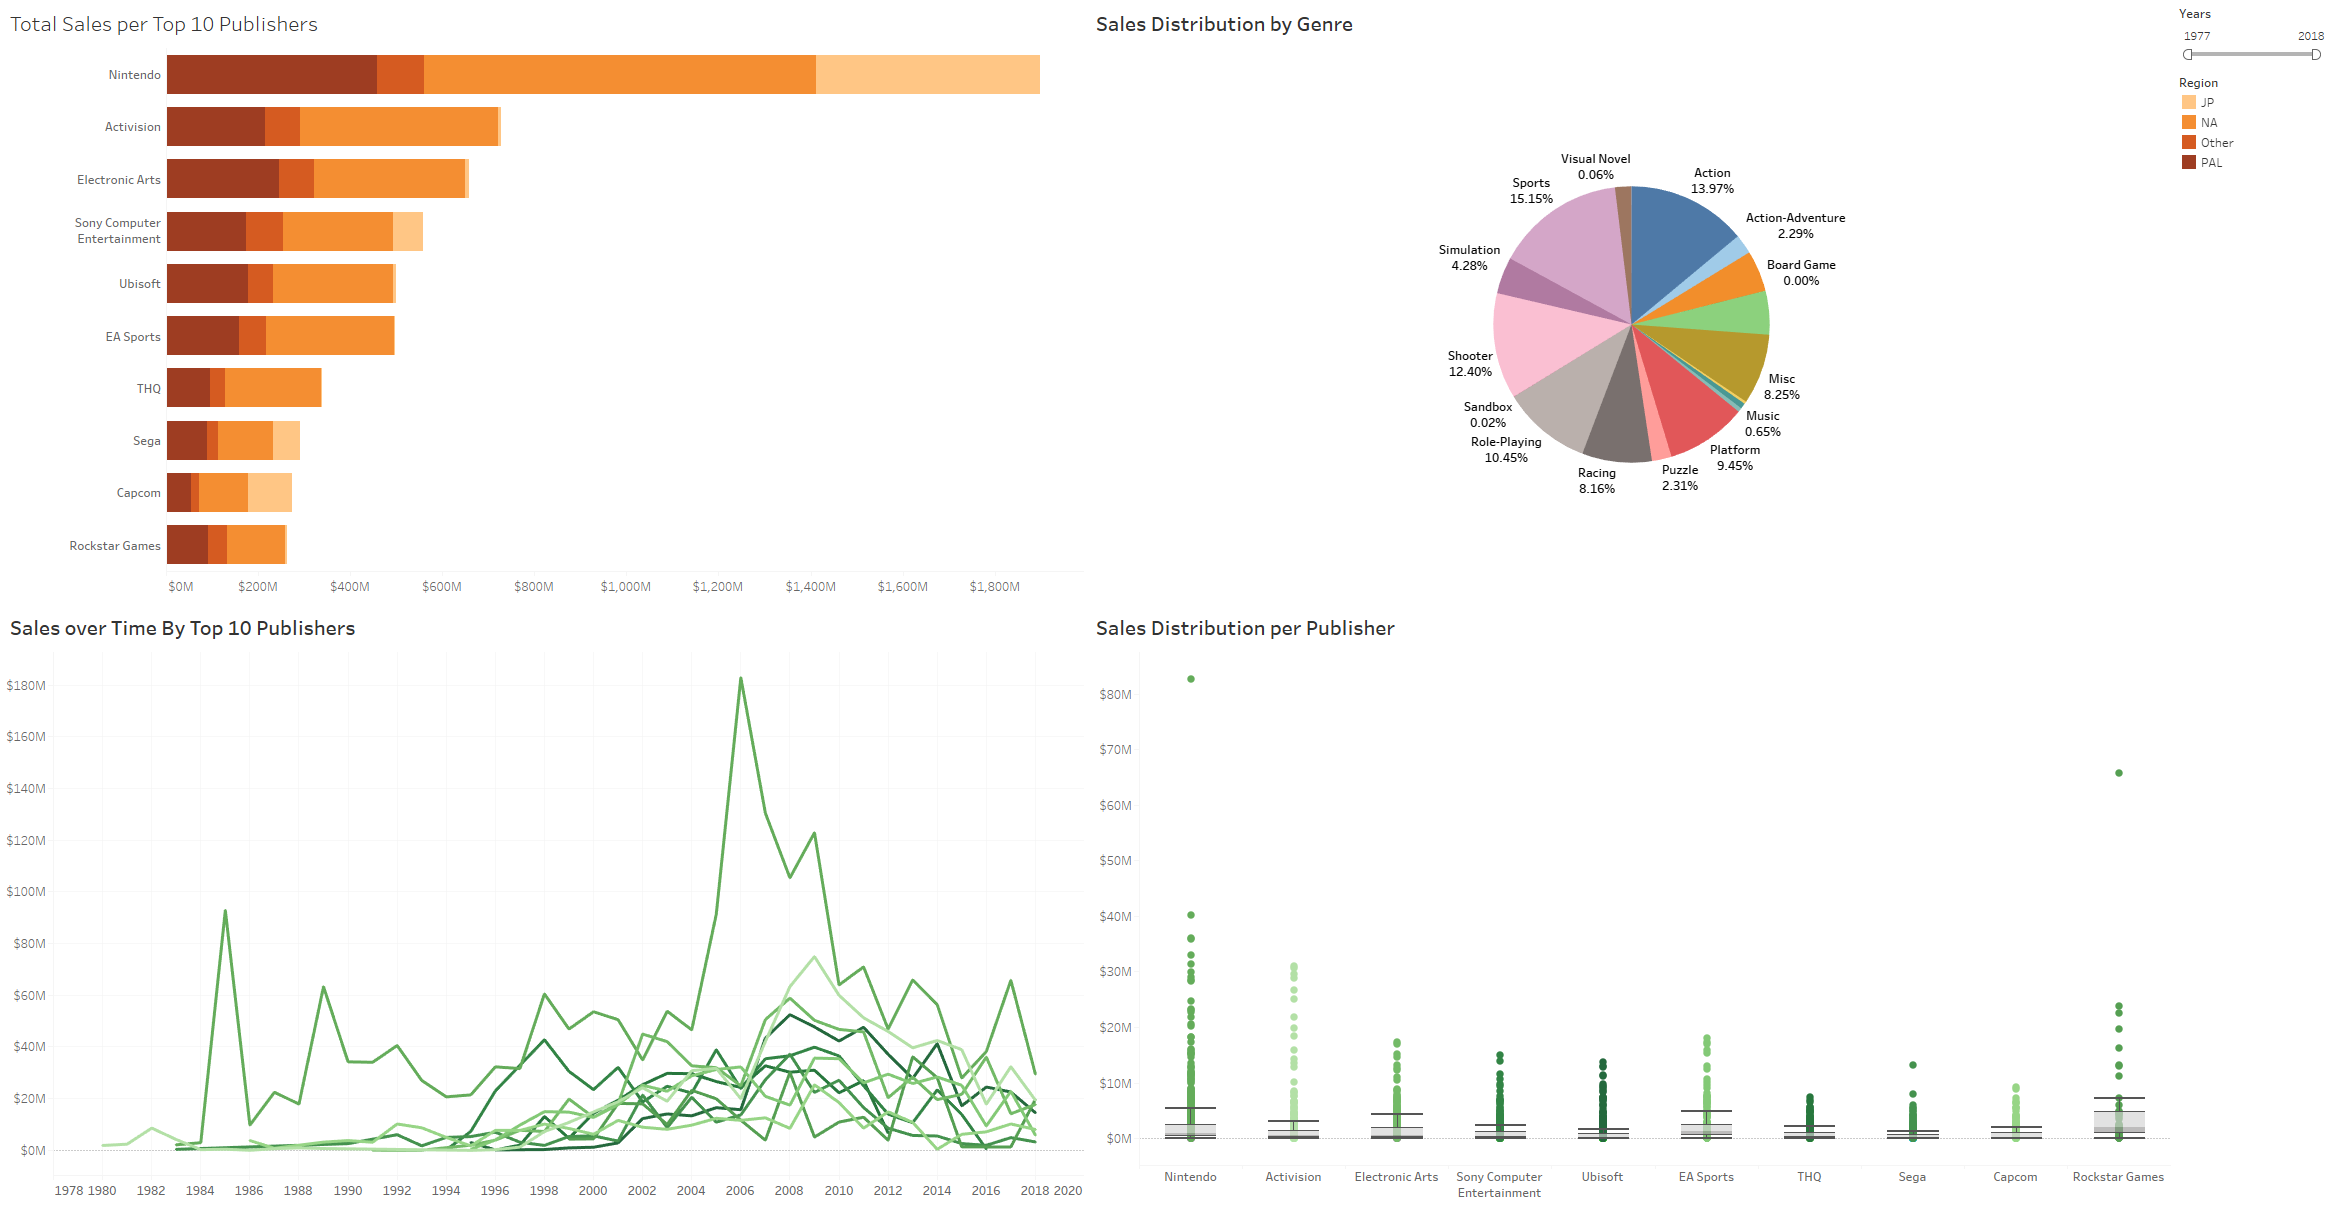 Total Sales per Top 10 Publishers
Nintendo
Activision
Electronic Arts
Sony Computer
Entertainment
Ubisoft
EA Sports
THQ
Sega
Capcom
Rockstar Games
$0M $200M $400M $600M $800M $1,000M $1,200M $1,400M $1,600M $1,800M
Sales Distribution by Genre
Visual Novel
0.06%
Action
13.97%
Sports
15.15%
Action-Adventure
2.29%
Simulation
4.28%
Board Game
0.00%
Shooter
12.40%
Misc
8.25%
Sandbox
0.02%
Music
0.65%
Role-Playing
10.45%
Platform
9.45%
Racing
8.16%
Puzzle
2.31%
Years
1977 2018
Region
JP
NA
Other
PAL
Sales over Time By Top 10 Publishers
$180M
$160M
$140M
$120M
$100M
$80M
$60M
$40M
$20M
$0M
1978 1980 1982 1984 1986 1988 1990 1992 1994 1996 1998 2000 2002 2004 2006 2008 2010 2012 2014 2016 2018 2020
Sales Distribution per Publisher
$80M
$70M
$60M
$50M
$40M
$30M
$20M
$10M
$0M
Nintendo Activision Electronic Arts Sony Computer Ubisoft EA Sports THQ Sega Capcom Rockstar Games
Entertainment